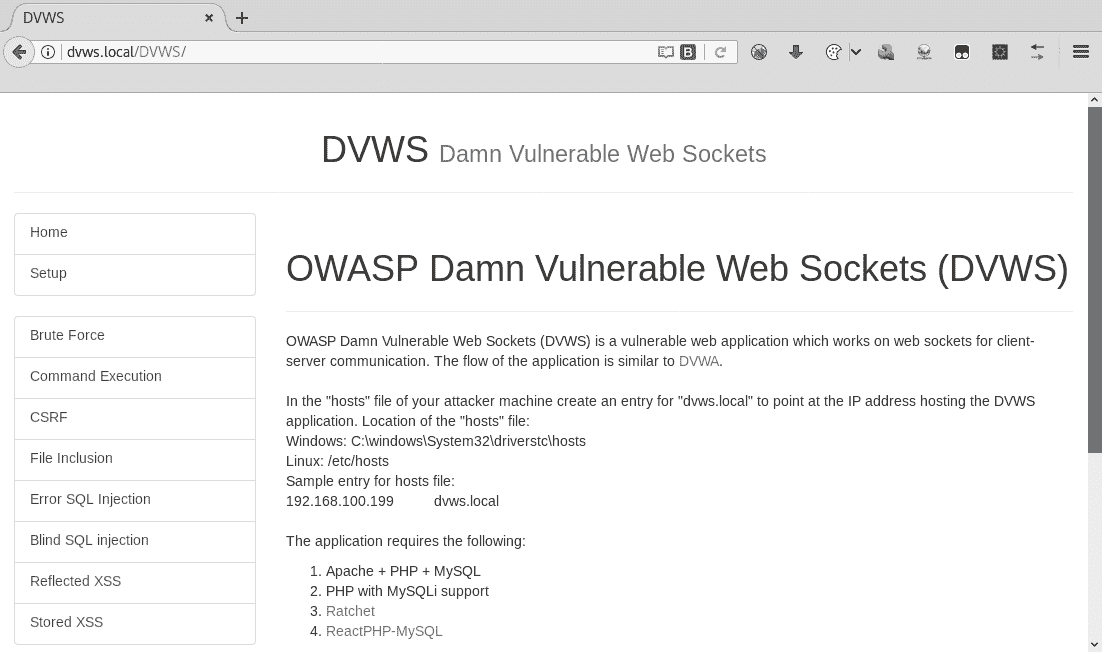 DVWS
dvws.local/DVWS/
B
DVWS Damn Vulnerable Web Sockets
Home
Setup
Brute Force
Command Execution
CSRF
File Inclusion
Error SQL Injection
Blind SQL injection
Reflected XSS
Stored XSS
OWASP Damn Vulnerable Web Sockets (DVWS)
OWASP Damn Vulnerable Web Sockets (DVWS) is a vulnerable web application which works on web sockets for client-
server communication. The flow of the application is similar to DVWA.
In the "hosts" file of your attacker machine create an entry for "dvws.local" to point at the IP address hosting the DVWS
application. Location of the "hosts" file:
Windows: C:\windows\System32\driverstc\hosts
Linux: /etc/hosts
Sample entry for hosts file:
192.168.100.199 dvws.local
The application requires the following:
1. Apache + PHP + MySQL
2. PHP with MySQLi support
3. Ratchet
4. ReactPHP-MySQL